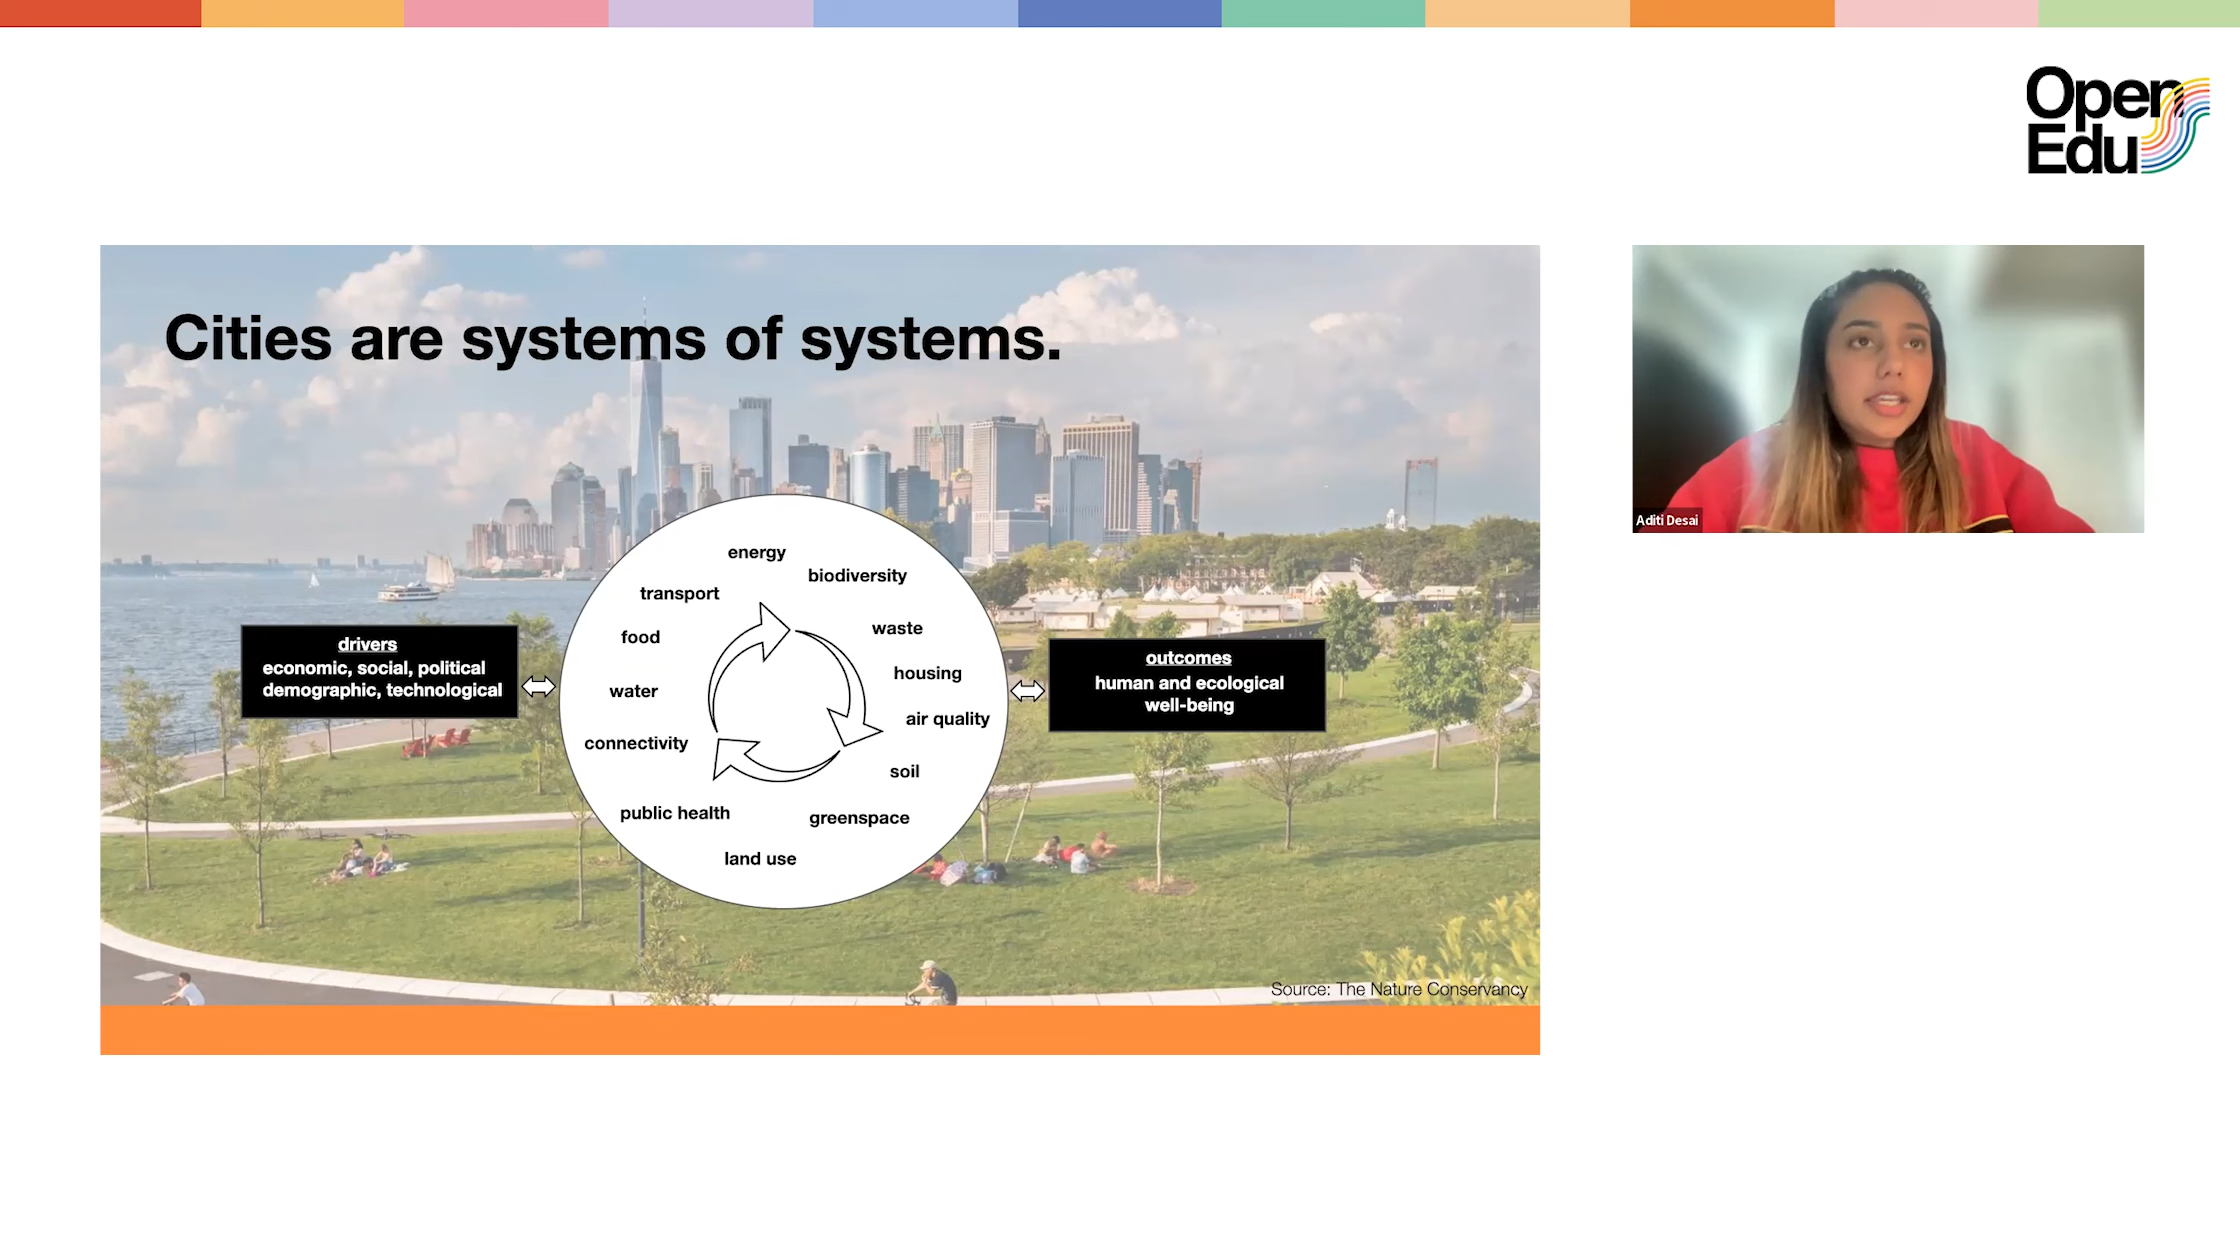 Open
Edu
Cities are systems of systems.
energy
biodiversity
transport
waste
food
housing
water
air quality
connectivity
soil
public health
greenspace
land use
drivers
economic, social, political
demographic, technological
outcomes
human and ecological
well-being
Source: The Nature Conservancy
Aditi Desai